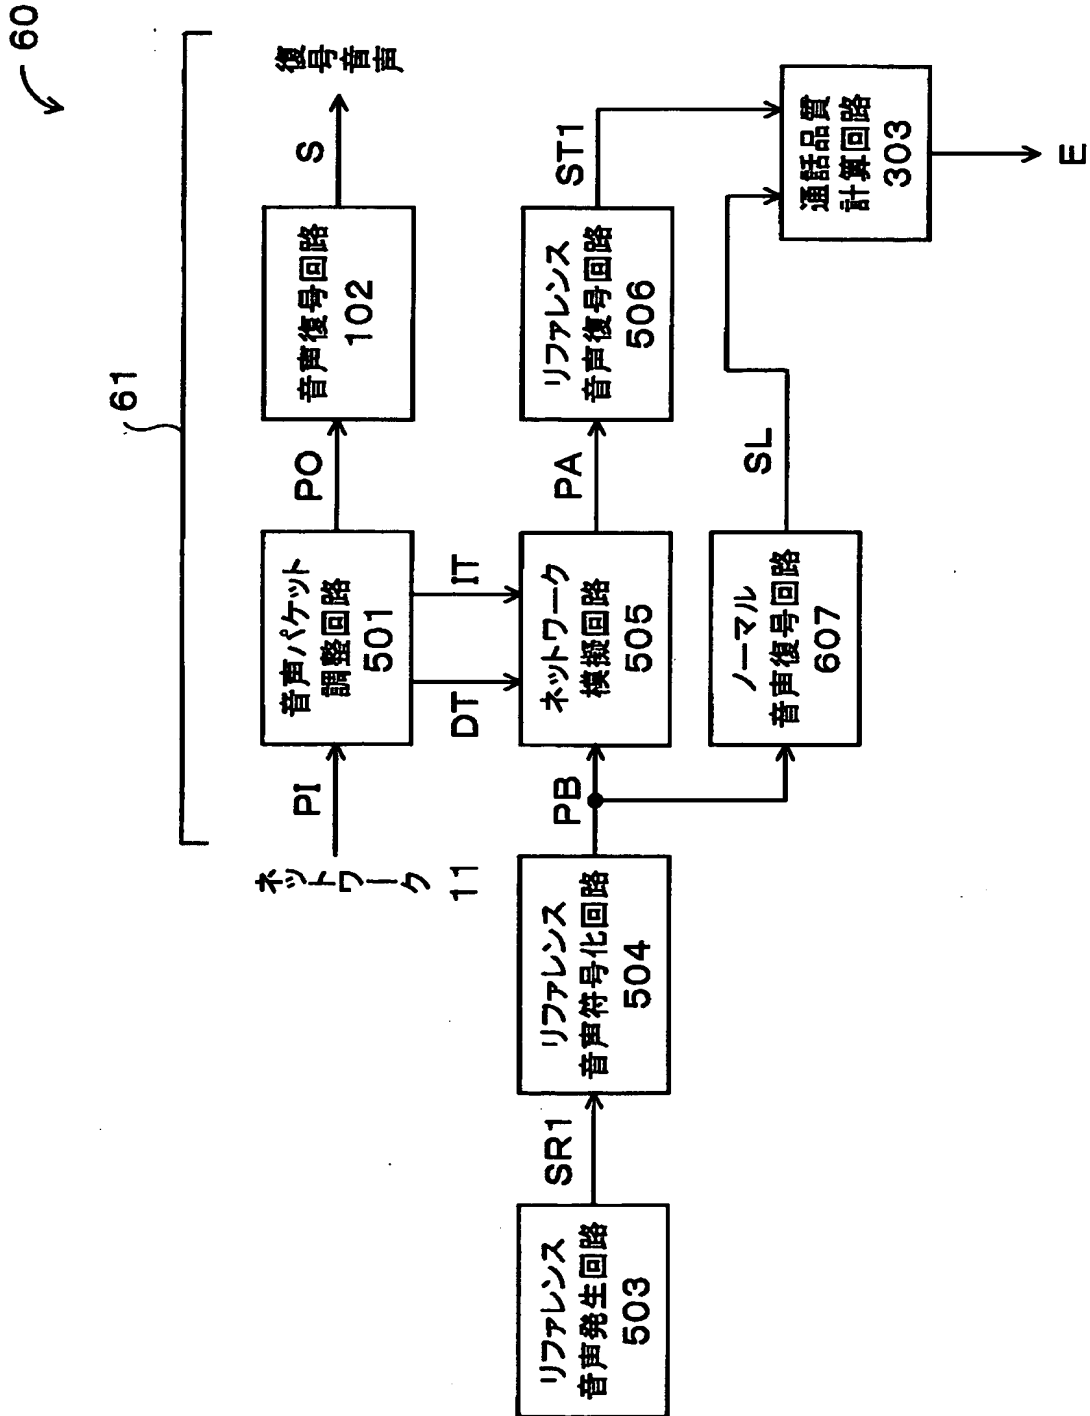 60
61
ネットワーク
11
PI
音声パケット
調整回路
501
PO
音声復号回路
102
S
復号音声
DT
IT
リファレンス
音声発生回路
503
SR1
リファレンス
音声符号化回路
504
PB
ネットワーク
模擬回路
505
PA
リファレンス
音声復号回路
506
ST1
ノーマル
音声復号回路
607
SL
通話品質
計算回路
303
E